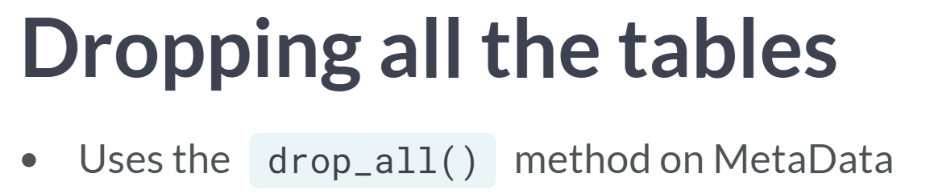 Dropping all the tables
• Uses the drop_all() method on MetaData